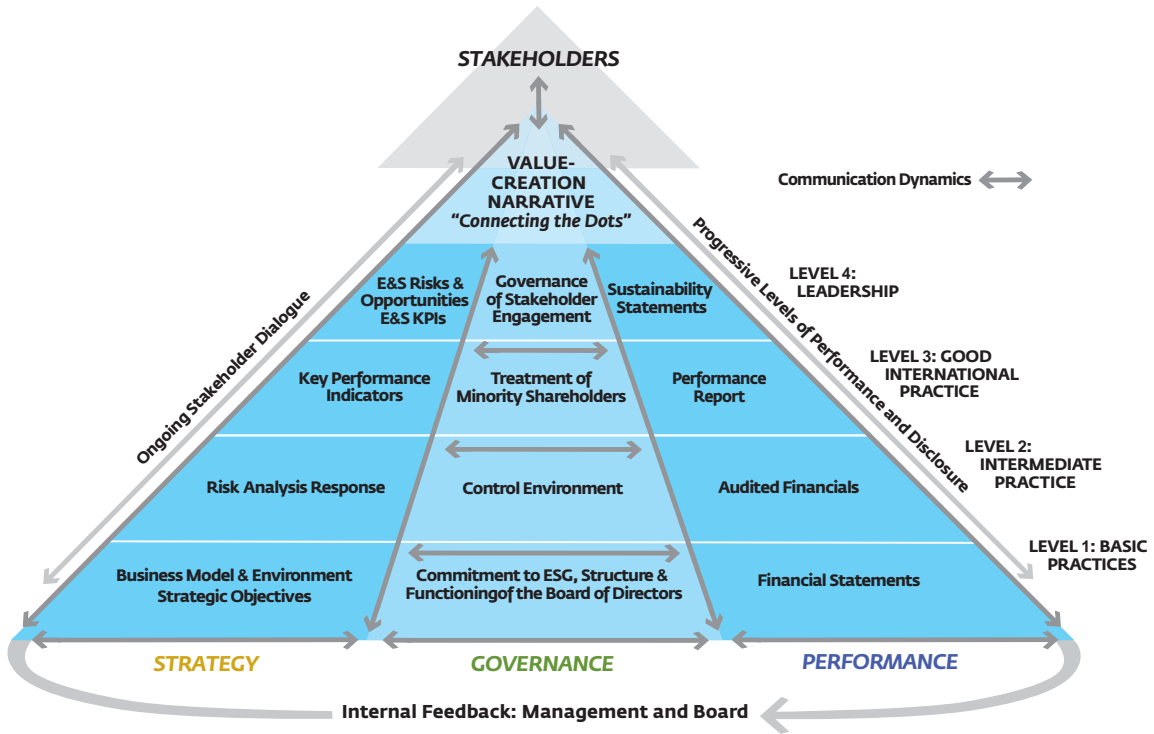 STAKEHOLDERS
VALUE-
CREATION
NARRATIVE
“Connecting the Dots”
Communication Dynamics
Ongoing Stakeholder Dialogue
Progressive Levels of Performance and Disclosure
E&S Risks &
Opportunities
E&S KPIs
Governance
of Stakeholder
Engagement
Sustainability
Statements
LEVEL 4:
LEADERSHIP
Key Performance
Indicators
Treatment of
Minority Shareholders
Performance
Report
LEVEL 3: GOOD
INTERNATIONAL
PRACTICE
Risk Analysis Response
Control Environment
Audited Financials
LEVEL 2:
INTERMEDIATE
PRACTICE
Business Model & Environment
Strategic Objectives
Commitment to ESG, Structure &
Functioningof the Board of Directors
Financial Statements
LEVEL 1: BASIC
PRACTICES
STRATEGY
GOVERNANCE
PERFORMANCE
Internal Feedback: Management and Board